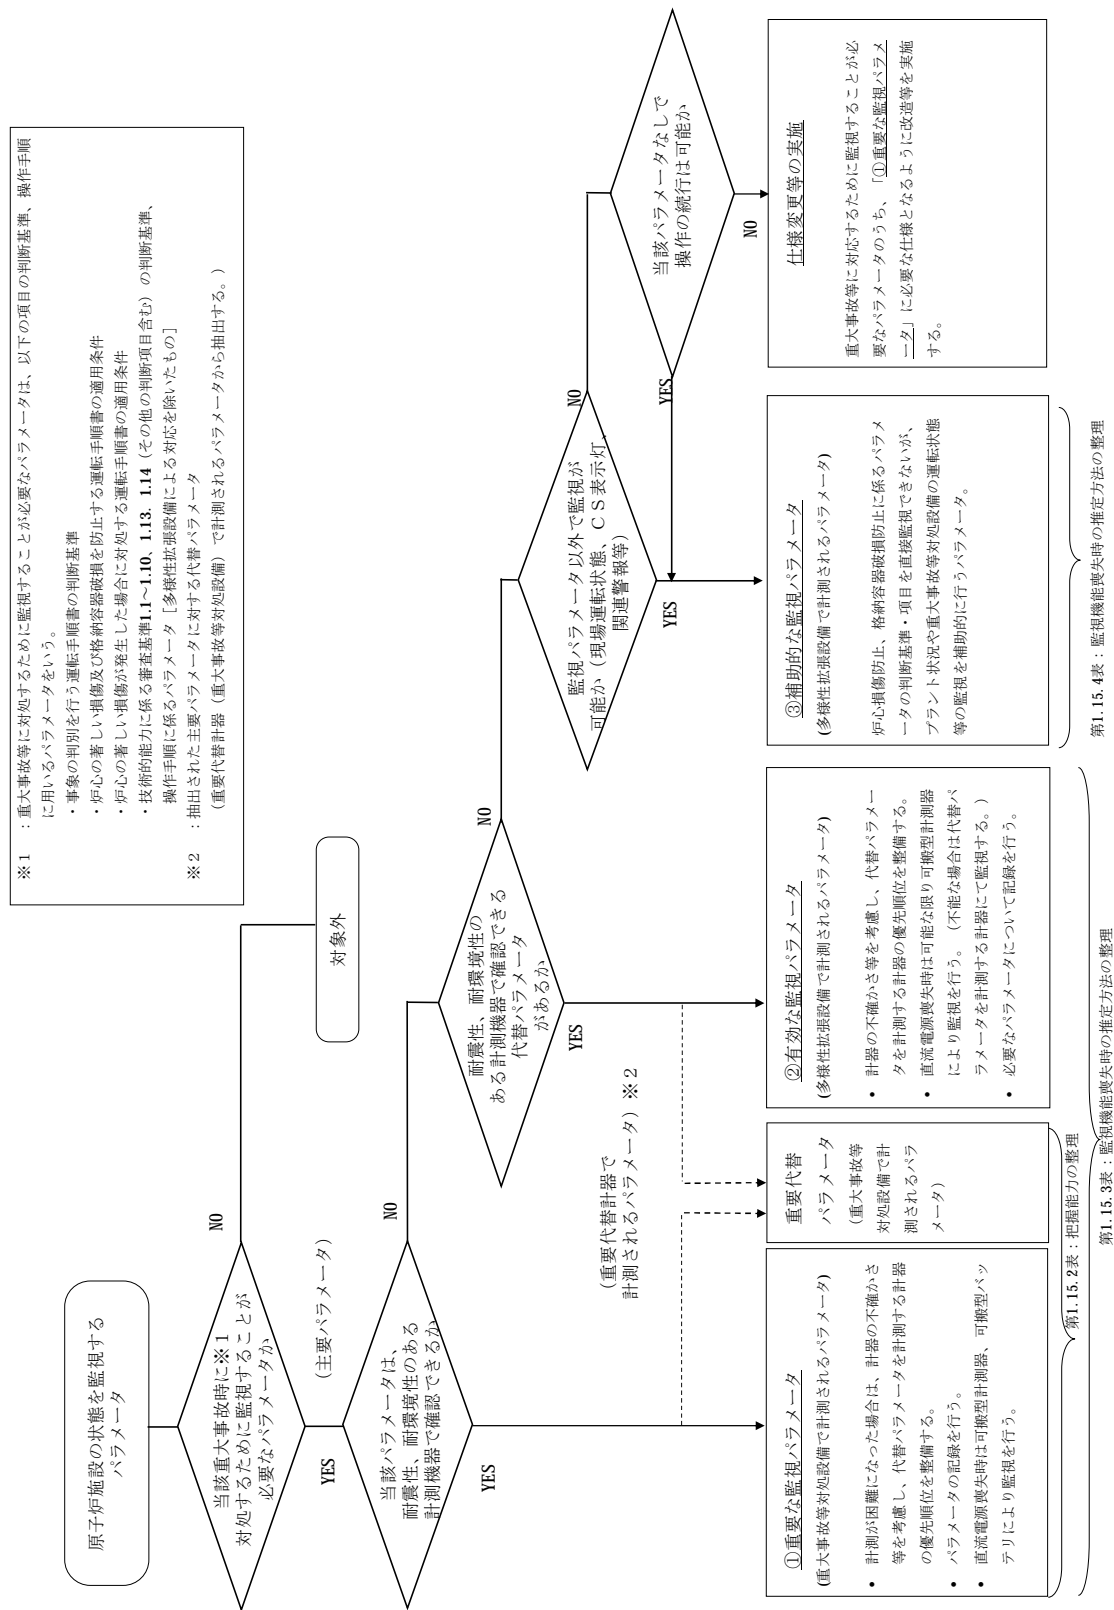 ※１　：重大事故等に対処するために監視することが必要なパラメータは、以下の項目の判断基準、操作手順
に用いるパラメータをいう。
・事象の判別を行う運転手順書の判断基準
・炉心の著しい損傷及び格納容器破損を防止する運転手順書の適用条件
・炉心の著しい損傷が発生した場合に対処する運転手順書の適用条件
・技術的能力に係る審査基準1.1～1.10、1.13、1.14（その他の判断項目含む）の判断基準、
操作手順に係るパラメータ［多様性拡張設備による対応を除いたもの］
※２　：抽出された主要パラメータに対する代替パラメータ
（重要代替計器（重大事故等対処設備）で計測されるパラメータから抽出する。）
原子炉施設の状態を監視する
パラメータ
当該重大事故時に※１
対処するために監視することが
必要なパラメータか
NO
対象外
YES
（主要パラメータ）
当該パラメータは、
耐震性、耐環境性のある
計測機器で確認できるか
NO
YES
耐震性、耐環境性の
ある計測機器で確認できる
代替パラメータ
があるか
NO
YES
（重要代替計器で
計測されるパラメータ）※２
監視パラメータ以外で監視が
可能か（現場運転状態、ＣＳ表示灯、
関連警報等）
NO
YES
当該パラメータなしで
操作の続行は可能か
YES
NO
①重要な監視パラメータ
(重大事故等対処設備で計測されるパラメータ)
• 計測が困難になった場合は、計器の不確かさ
等を考慮し、代替パラメータを計測する計器
の優先順位を整備する。
• パラメータの記録を行う。
• 直流電源喪失時は可搬型計測器、可搬型バッ
テリにより監視を行う。
重要代替
パラメータ
（重大事故等
対処設備で計
測されるパラ
メータ）
②有効な監視パラメータ
(多様性拡張設備で計測されるパラメータ)
• 計器の不確かさ等を考慮し、代替パラメー
タを計測する計器の優先順位を整備する。
• 直流電源喪失時は可能な限り可搬型計測器
により監視を行う。（不能な場合は代替パ
ラメータを計測する計器にて監視する。）
• 必要なパラメータについて記録を行う。
③補助的な監視パラメータ
(多様性拡張設備で計測されるパラメータ)
炉心損傷防止、格納容器破損防止に係るパラメ
ータの判断基準・項目を直接監視できないが、
プラント状況や重大事故等対処設備の運転状態
等の監視を補助的に行うパラメータ。
仕様変更等の実施
重大事故等に対応するために監視することが必
要なパラメータのうち、「①重要な監視パラメ
ータ」に必要な仕様となるように改造等を実施
する。
第1.15.2表：把握能力の整理
第1.15.3表：監視機能喪失時の推定方法の整理
第1.15.4表：監視機能喪失時の推定方法の整理